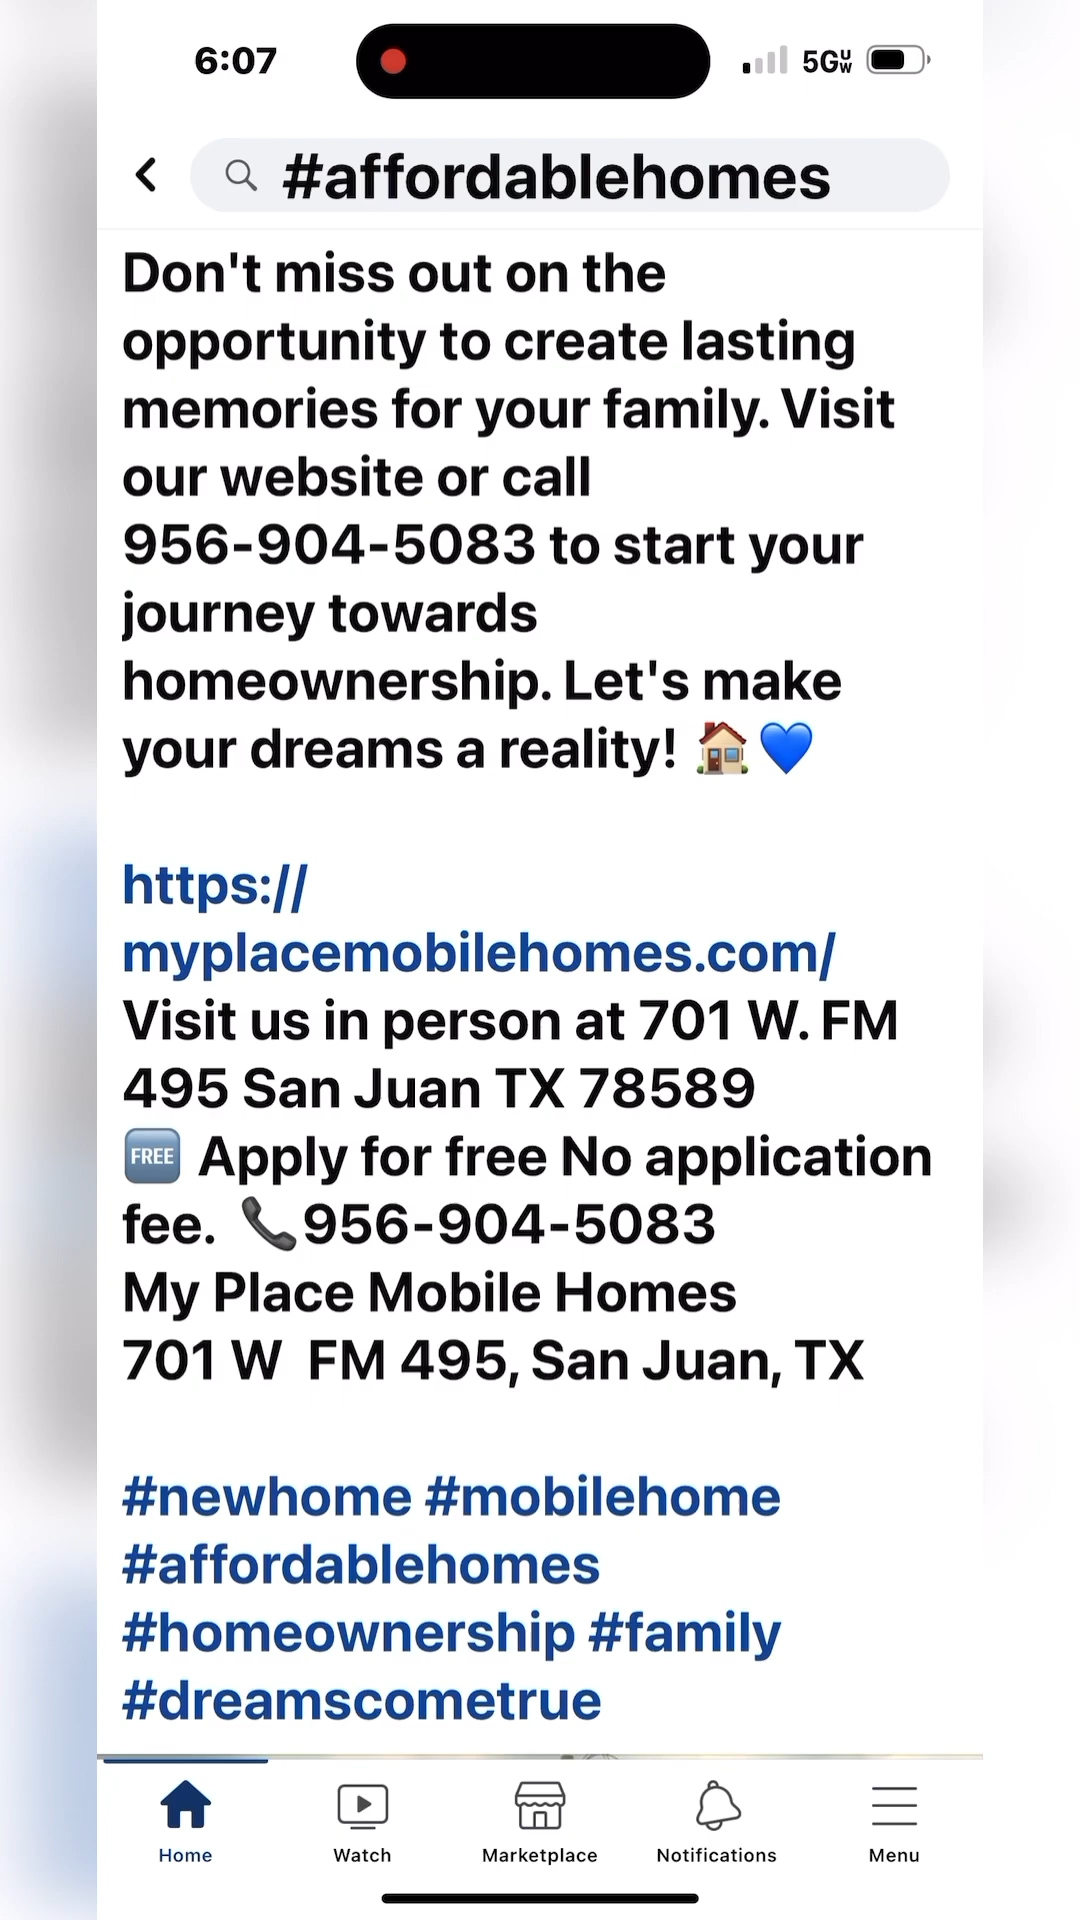 6:07
5GUW
#affordablehomes
Don't miss out on the
opportunity to create lasting
memories for your family. Visit
our website or call
956-904-5083 to start your
journey towards
homeownership. Let's make
your dreams a reality! 🏠💙
https://
myplacemobilehomes.com/
Visit us in person at 701 W. FM
495 San Juan TX 78589
🆓 Apply for free No application
fee. 📞956-904-5083
My Place Mobile Homes
701 W  FM 495, San Juan, TX
#newhome #mobilehome
#affordablehomes
#homeownership #family
#dreamscometrue
Home Watch Marketplace Notifications Menu